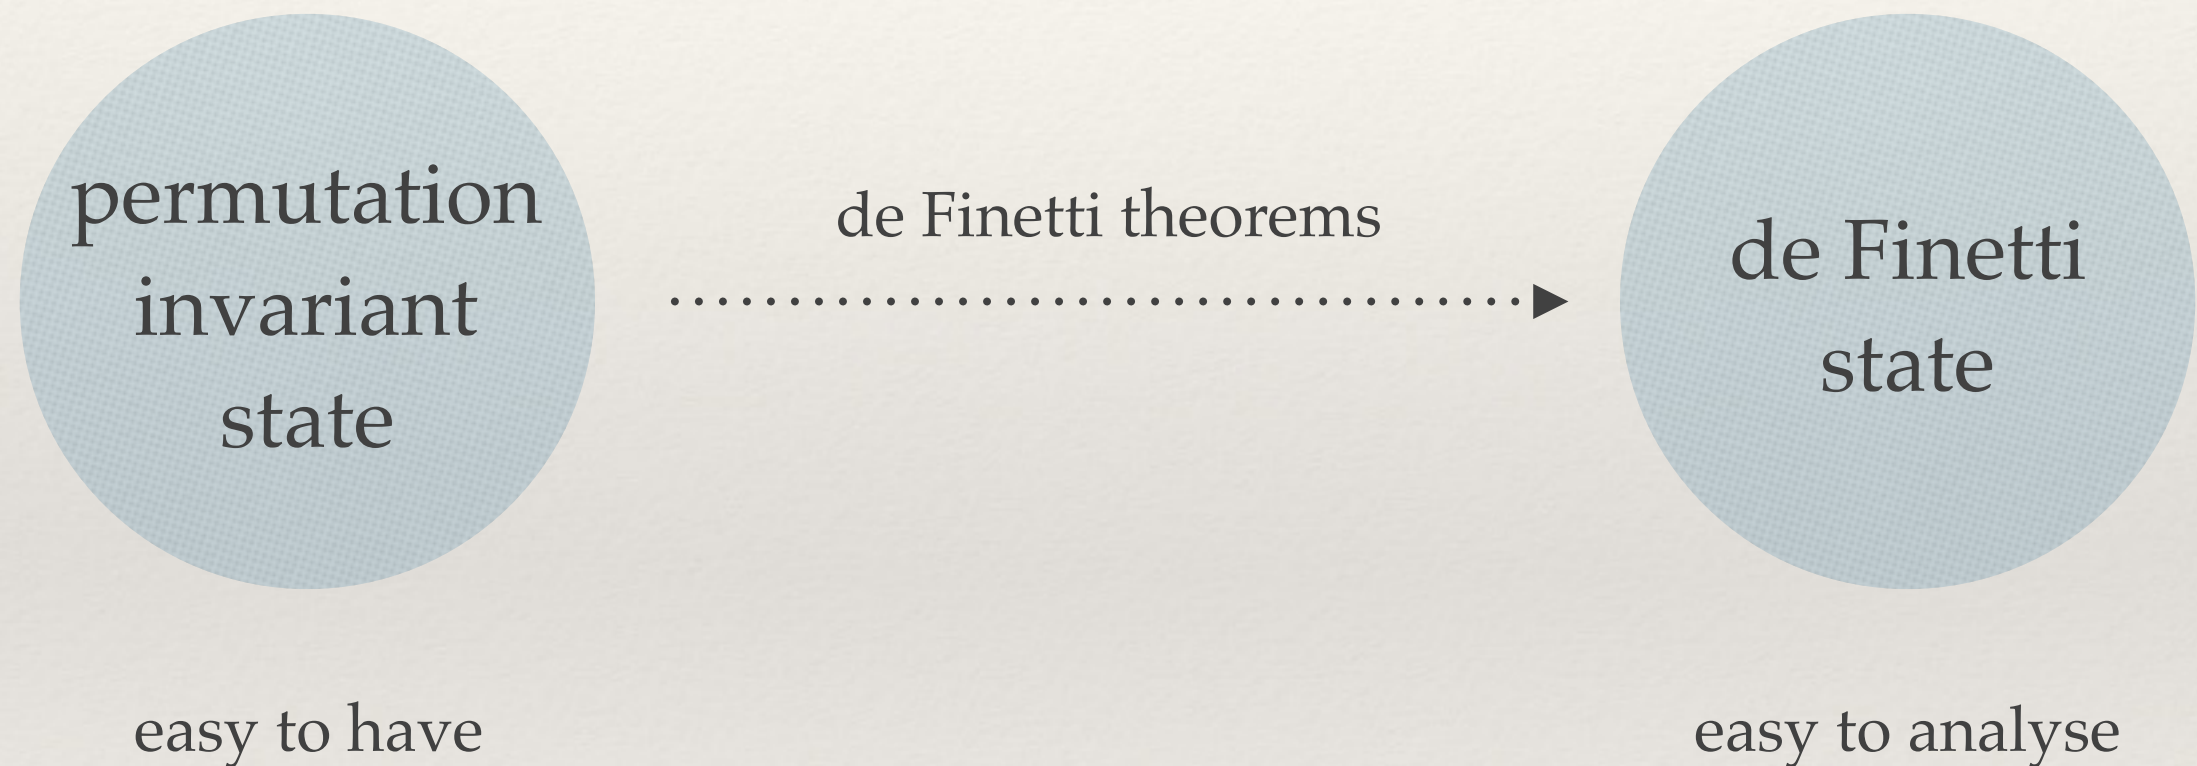 permutation
invariant
state
de Finetti theorems
de Finetti
state
easy to have
easy to analyse